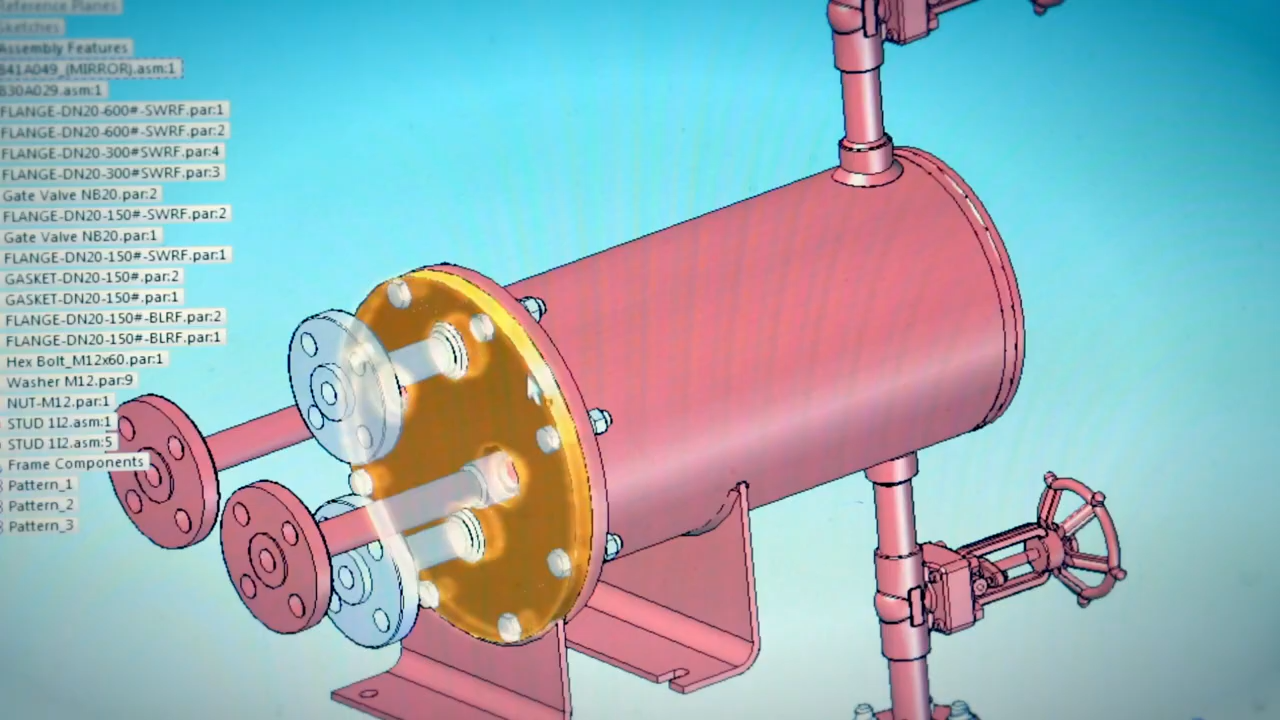 Reference Planes
Sketches
Assembly Features
841A049_(MIRROR).asm:1
830A029.asm:1
FLANGE-DN20-600#-SWRF.par:1
FLANGE-DN20-600#-SWRF.par:2
FLANGE-DN20-300#SWRF.par:4
FLANGE-DN20-300#SWRF.par:3
Gate Valve NB20.par:2
FLANGE-DN20-150#-SWRF.par:2
Gate Valve NB20.par:1
FLANGE-DN20-150#-SWRF.par:1
GASKET-DN20-150#.par:2
GASKET-DN20-150#.par:1
FLANGE-DN20-150#-BLRF.par:2
FLANGE-DN20-150#-BLRF.par:1
Hex Bolt_M12x60.par:1
Washer M12.par:9
NUT-M12.par:1
STUD 1I2.asm:1
STUD 1I2.asm:5
Frame Components
Pattern_1
Pattern_2
Pattern_3